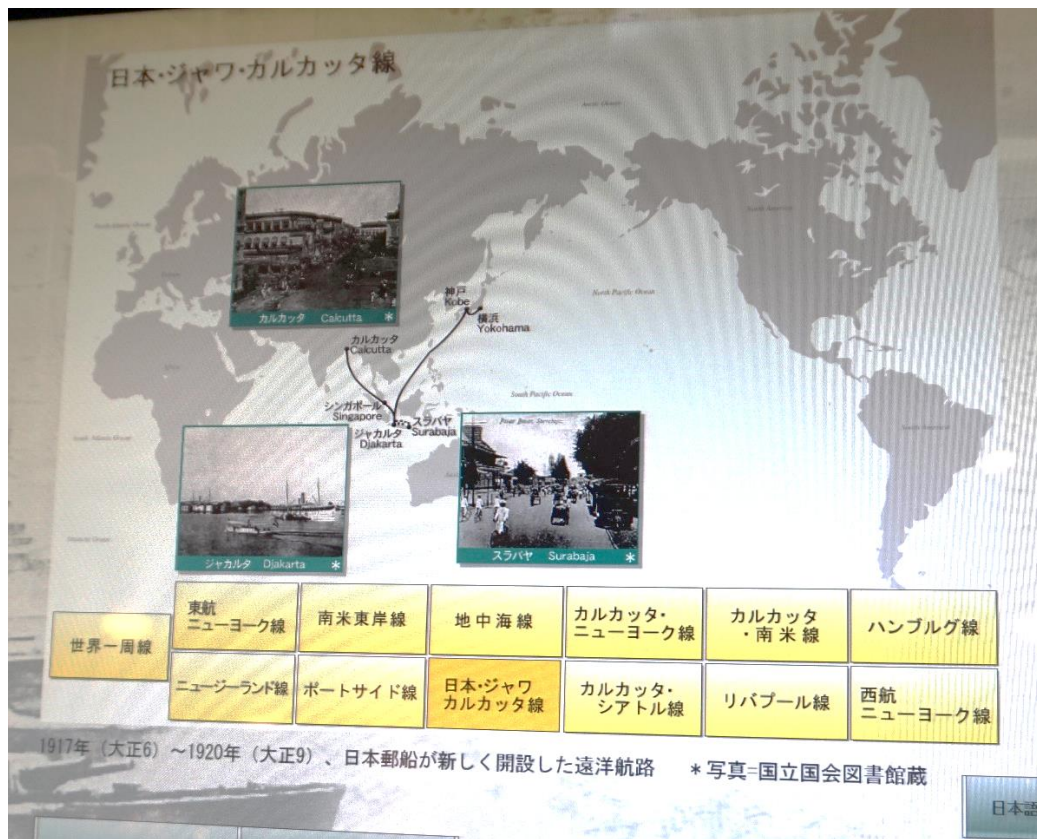 日本・ジャワ・カルカッタ線
Arctic Ocean
North Atlantic Ocean
North America
North Pacific Ocean
カルカッタ Calcutta *
神戸
Kobe
横浜
Yokohama
カルカッタ
Calcutta
シンガポール
Singapore
ジャカルタ
Djakarta
スラバヤ
Surabaja
South Pacific Ocean
South Atlantic Ocean
ジャカルタ Djakarta *
スラバヤ Surabaja *
世界一周線
東航
ニューヨーク線
南米東岸線
地中海線
カルカッタ・
ニューヨーク線
カルカッタ
・南米線
ハンブルグ線
ニュージーランド線
ポートサイド線
日本・ジャワ
カルカッタ線
カルカッタ・
シアトル線
リバプール線
西航
ニューヨーク線
1917年(大正6)～1920年(大正9)、日本郵船が新しく開設した遠洋航路
*写真=国立国会図書館蔵
日本語